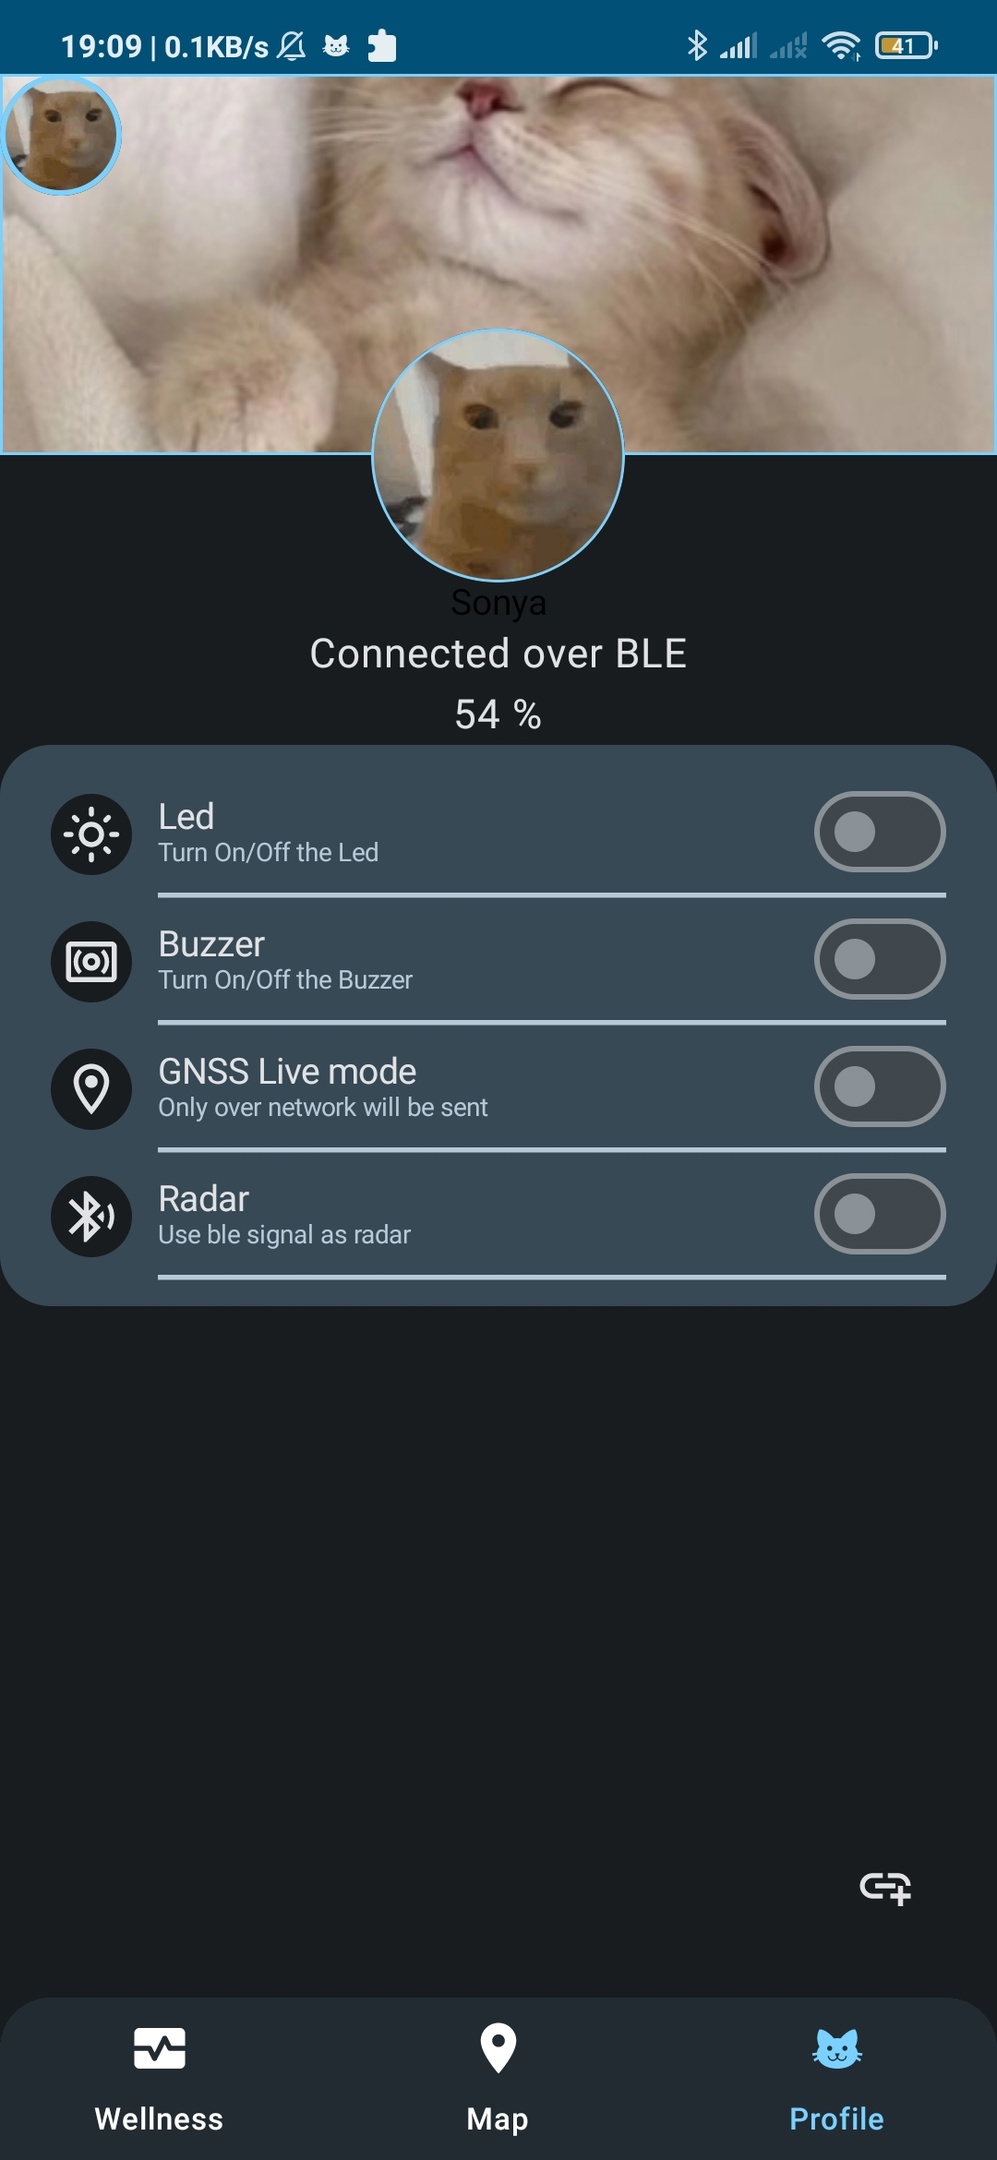 19:09 | 0.1KB/s
41
Sonya
Connected over BLE
54 %
Led
Turn On/Off the Led
Buzzer
Turn On/Off the Buzzer
GNSS Live mode
Only over network will be sent
Radar
Use ble signal as radar
Wellness Map Profile